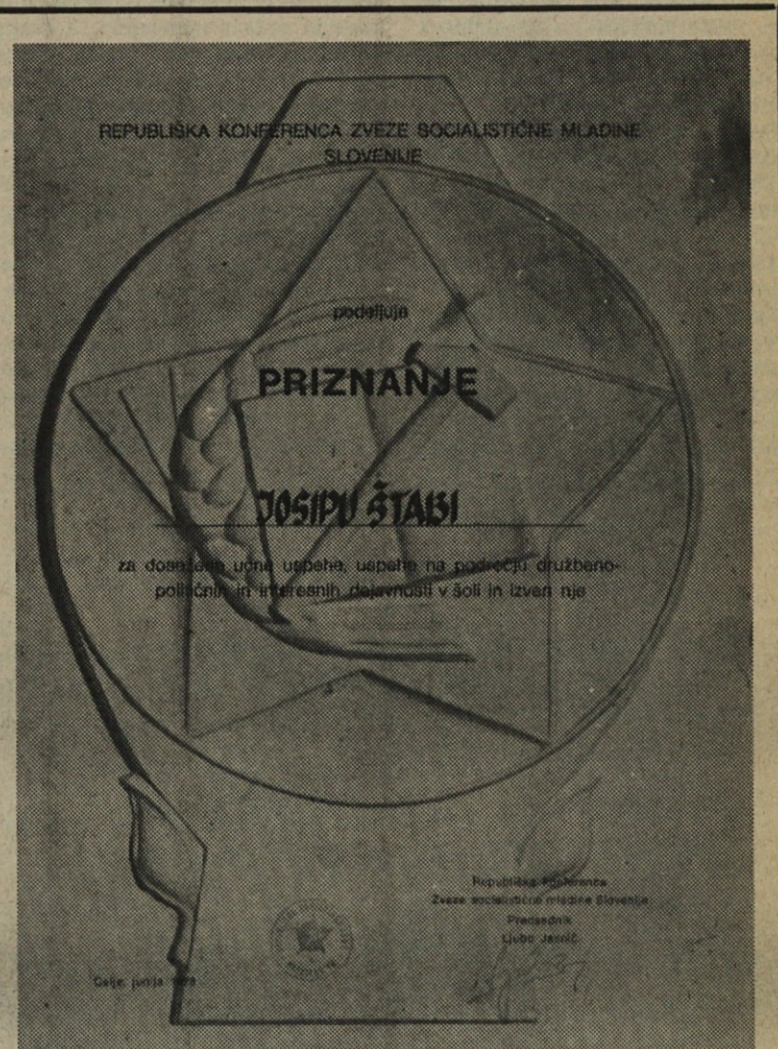 REPUBLIŠKA KONFERENCA ZVEZE SOCIALISTIČNE MLADINE
SLOVENIJE
podeljuje
PRIZNANJE
JOSIPU ŠTABI
za dosežene učne uspehe, uspehe na področju družbeno-
političnih in interesnih dejavnosti v šoli in izven nje
Republiška konferenca
Zveze socialistične mladine Slovenije
Predsednik
Ljubo Jasnič
Celje, junija